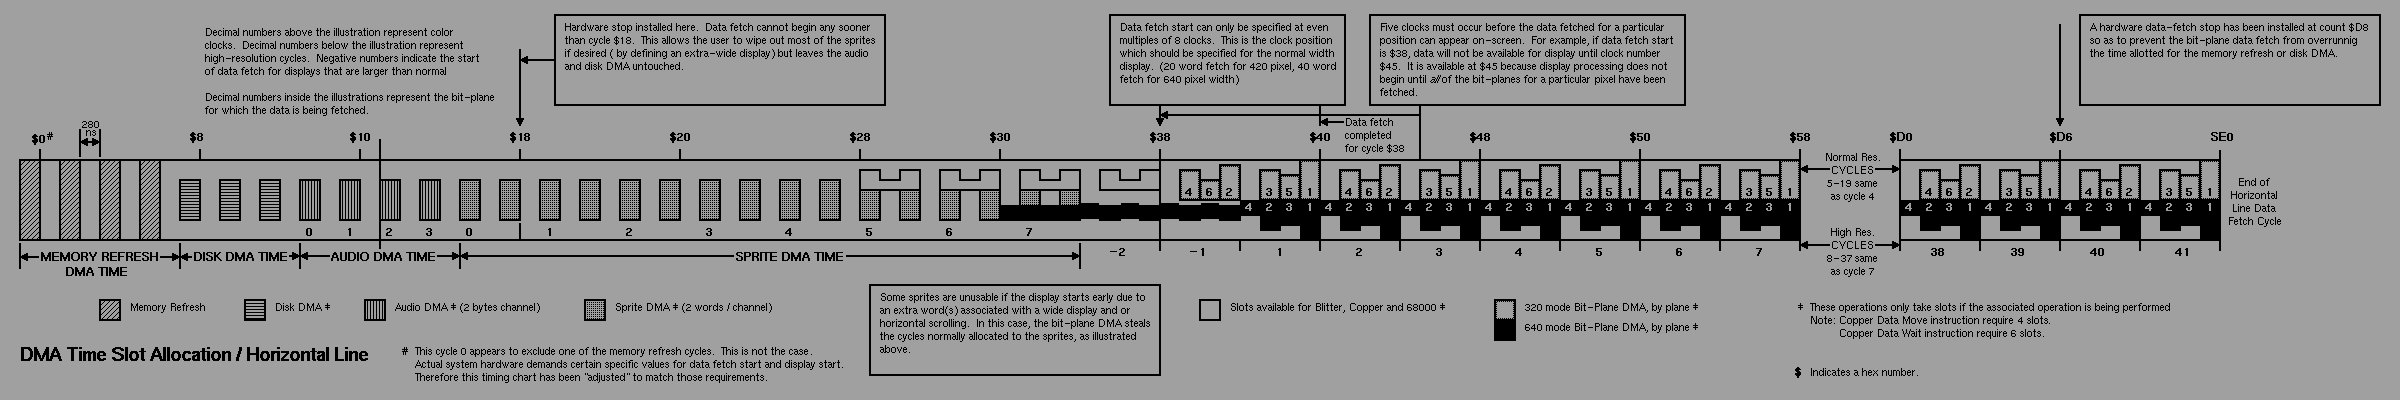 Decimal numbers above the illustration represent color
clocks. Decimal numbers below the illustration represent
high-resolution cycles. Negative numbers indicate the start
of data fetch for displays that are larger than normal
Decimal numbers inside the illustrations represent the bit-plane
for which the data is being fetched.
Hardware stop installed here. Data fetch cannot begin any sooner
than cycle $18. This allows the user to wipe out most of the sprites
if desired ( by defining an extra-wide display) but leaves the audio
and disk DMA untouched.
Data fetch start can only be specified at even
multiples of 8 clocks. This is the clock position
which should be specified for the normal width
display. (20 word fetch for 420 pixel, 40 word
fetch for 640 pixel width)
Five clocks must occur before the data fetched for a particular
position can appear on-screen. For example, if data fetch start
is $38, data will not be available for display until clock number
$45. It is available at $45 because display processing does not
begin until all of the bit-planes for a particular pixel have been
fetched.
A hardware data-fetch stop has been installed at count $D8
so as to prevent the bit-plane data fetch from overrunnig
the time allotted for the memory refresh or disk DMA.
280
ns
Data fetch
completed
for cycle $38
$0# $8 $10 $18 $20 $28 $30 $38 $40 $48 $50 $58 $D0 $D6 SE0
Normal Res.
CYCLES
5-19 same
as cycle 4
High Res.
CYCLES
8-37 same
as cycle 7
4 6 2 3 5 1 4 6 2 3 5 1 4 6 2 3 5 1 4 6 2 3 5 1 4 6 2 3 5 1 4 6 2 3 5 1
4 2 3 1 4 2 3 1 4 2 3 1 4 2 3 1 4 2 3 1 4 2 3 1 4 2 3 1 4 2 3 1 4 2 3 1 4 2 3 1 4 2 3 1
End of
Horizontal
Line Data
Fetch Cycle
0 1 2 3 0 1 2 3 4 5 6 7
-2 -1 1 2 3 4 5 6 7 38 39 40 41
MEMORY REFRESH
DMA TIME
DISK DMA TIME
AUDIO DMA TIME
SPRITE DMA TIME
Memory Refresh
Disk DMA ǂ
Audio DMA ǂ (2 bytes channel)
Sprite DMA ǂ (2 words / channel)
Some sprites are unusable if the display starts early due to
an extra word(s) associated with a wide display and or
horizontal scrolling. In this case, the bit-plane DMA steals
the cycles normally allocated to the sprites, as illustrated
above.
Slots available for Blitter, Copper and 68000 ǂ
320 mode Bit-Plane DMA, by plane ǂ
640 mode Bit-Plane DMA, by plane ǂ
ǂ These operations only take slots if the associated operation is being performed
Note: Copper Data Move instruction require 4 slots.
Copper Data Wait instruction require 6 slots.
DMA Time Slot Allocation / Horizontal Line
# This cycle 0 appears to exclude one of the memory refresh cycles. This is not the case.
Actual system hardware demands certain specific values for data fetch start and display start.
Therefore this timing chart has been "adjusted" to match those requirements.
$ Indicates a hex number.